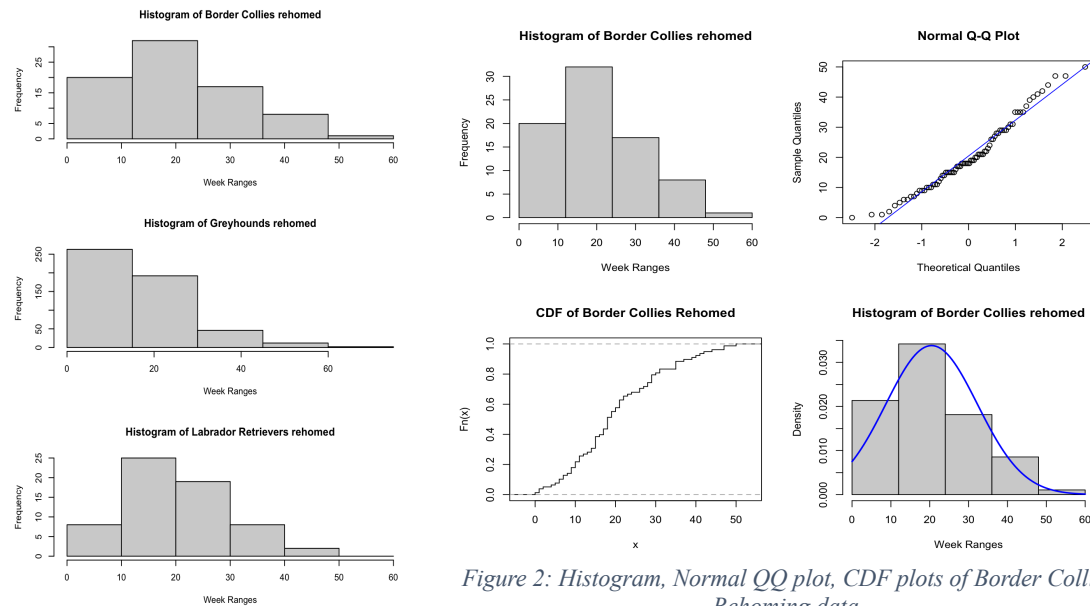 Histogram of Border Collies rehomed
Frequency
0 5 15 25
0 10 20 30 40 50 60
Week Ranges
Histogram of Greyhounds rehomed
Frequency
0 50 150 250
20 40 60
Week Ranges
Histogram of Labrador Retrievers rehomed
Frequency
0 5 10 15 20 25
0 10 20 30 40 50 60
Week Ranges
Histogram of Border Collies rehomed
Frequency
0 5 10 15 20 25 30
0 10 20 30 40 50 60
Week Ranges
Normal Q-Q Plot
Sample Quantiles
0 10 20 30 40 50
-2 -1 0 1 2
Theoretical Quantiles
CDF of Border Collies Rehomed
Fn(x)
0.0 0.2 0.4 0.6 0.8 1.0
0 10 20 30 40 50
x
Histogram of Border Collies rehomed
Density
0.000 0.010 0.020 0.030
0 10 20 30 40 50 60
Week Ranges
Figure 2: Histogram, Normal QQ plot, CDF plots of Border Coll
Rehoming data